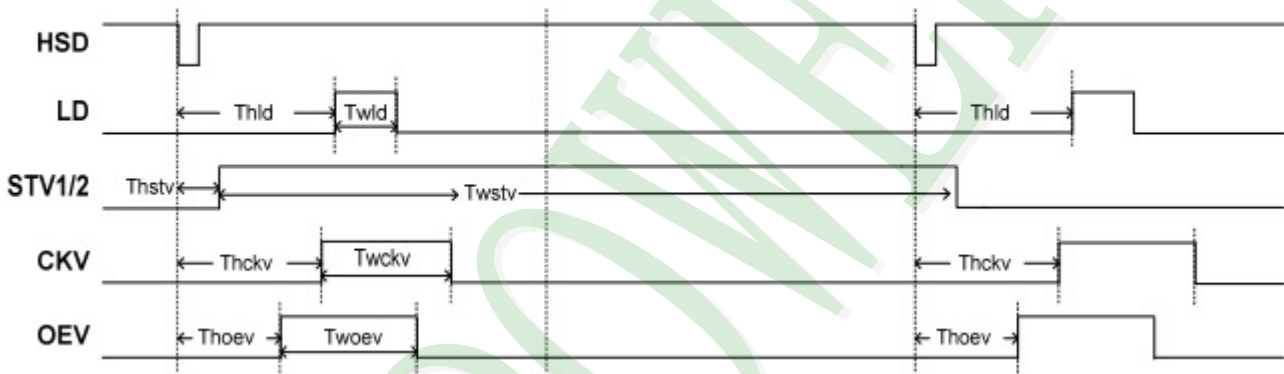 HSD
LD Thld Twld Thld
STV1/2 Thstv Twstv
CKV Thckv Twckv Thckv
OEV Thoev Twoev Thoev